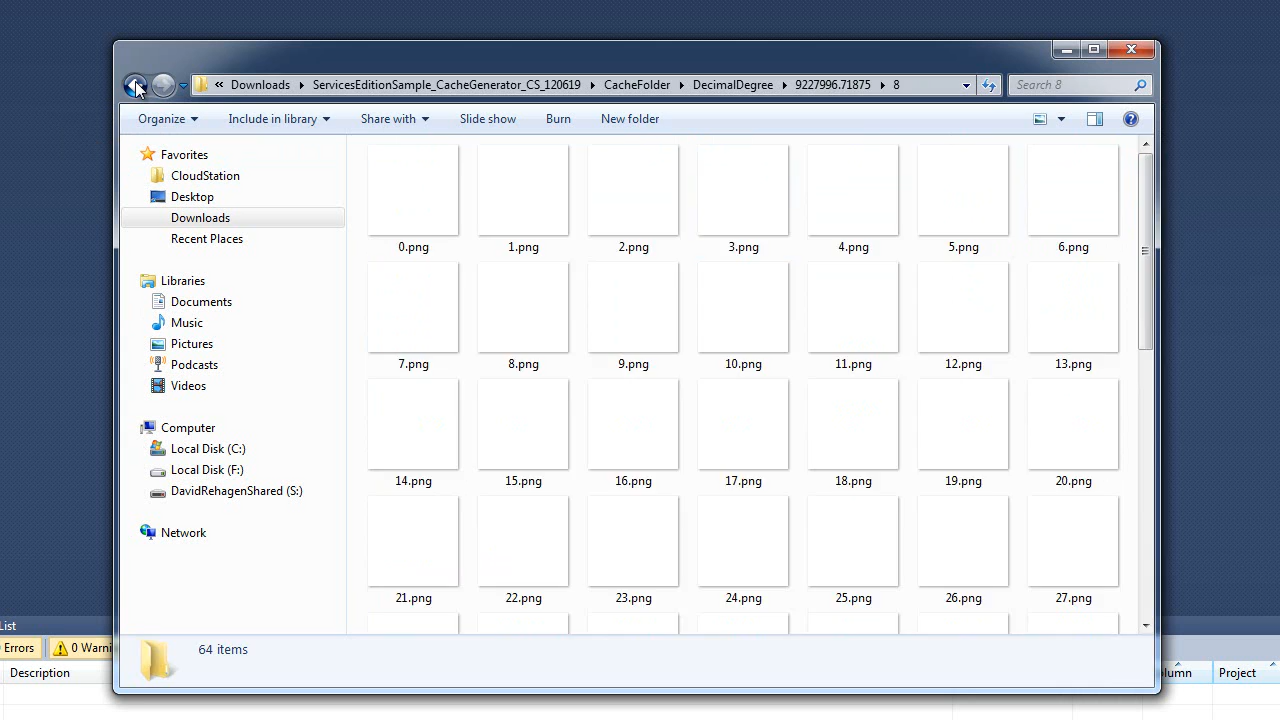 « Downloads ServicesEditionSample_CacheGenerator_CS_120619 CacheFolder DecimalDegree 9227996.71875 8 Search 8
Organize Include in library Share with Slide show Burn New folder
Favorites
CloudStation
Desktop
Downloads
Recent Places
Libraries
Documents
Music
Pictures
Podcasts
Videos
Computer
Local Disk (C:)
Local Disk (F:)
DavidRehagenShared (S:)
Network
0.png 1.png 2.png 3.png 4.png 5.png 6.png
7.png 8.png 9.png 10.png 11.png 12.png 13.png
14.png 15.png 16.png 17.png 18.png 19.png 20.png
21.png 22.png 23.png 24.png 25.png 26.png 27.png
64 items
List
Errors 0 Warni
Description lumn Project